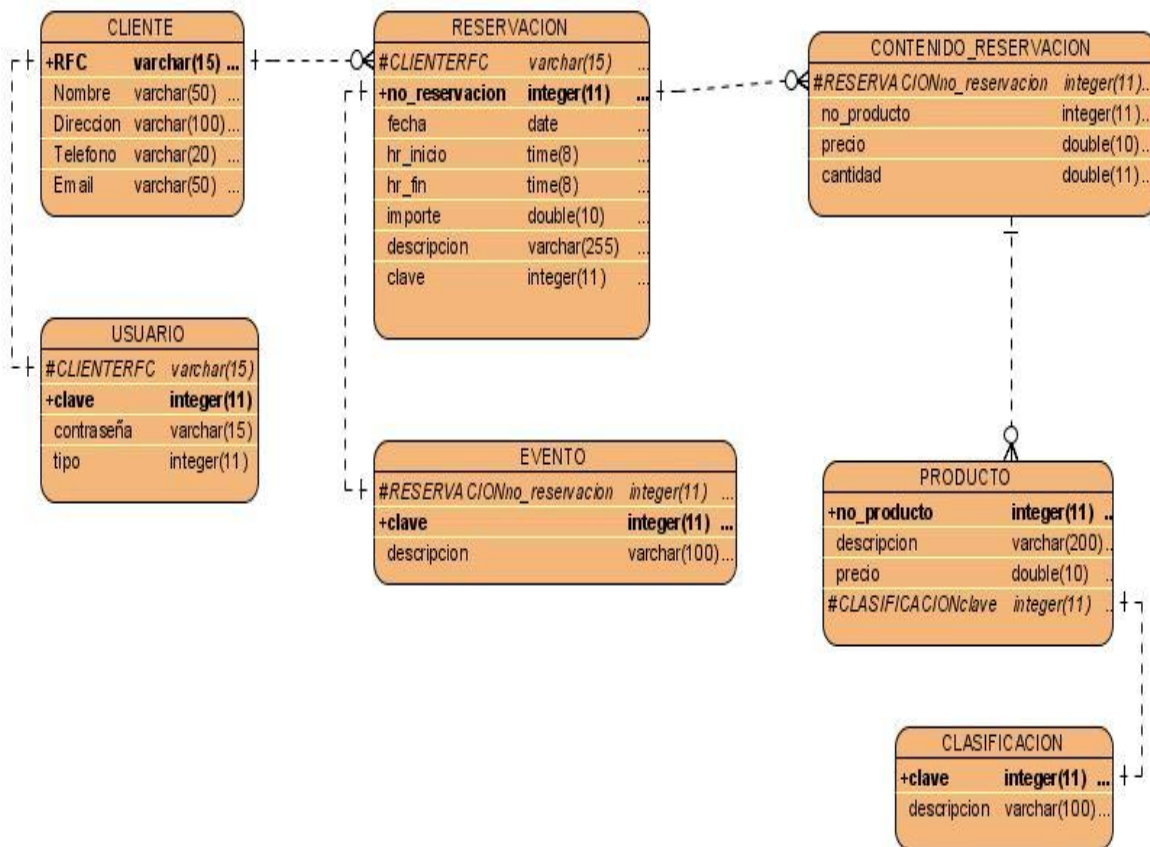 CLIENTE
+RFC varchar(15) ...
Nombre varchar(50) ...
Direccion varchar(100)...
Telefono varchar(20) ...
Email varchar(50) ...
RESERVACION
#CLIENTERFC varchar(15) ...
+no_reservacion integer(11) ...
fecha date ...
hr_inicio time(8) ...
hr_fin time(8) ...
importe double(10) ...
descripcion varchar(255) ...
clave integer(11) ...
CONTENIDO_RESERVACION
#RESERVACIONno_reservacion integer(11)...
no_producto integer(11)...
precio double(10)...
cantidad double(11)...
USUARIO
#CLIENTERFC varchar(15)
+clave integer(11)
contraseña varchar(15)
tipo integer(11)
EVENTO
#RESERVACIONno_reservacion integer(11) ...
+clave integer(11) ...
descripcion varchar(100)...
PRODUCTO
+no_producto integer(11) ..
descripcion varchar(200)..
precio double(10) ..
#CLASIFICACIONclave integer(11) ..
CLASIFICACION
+clave integer(11) ...
descripcion varchar(100)...